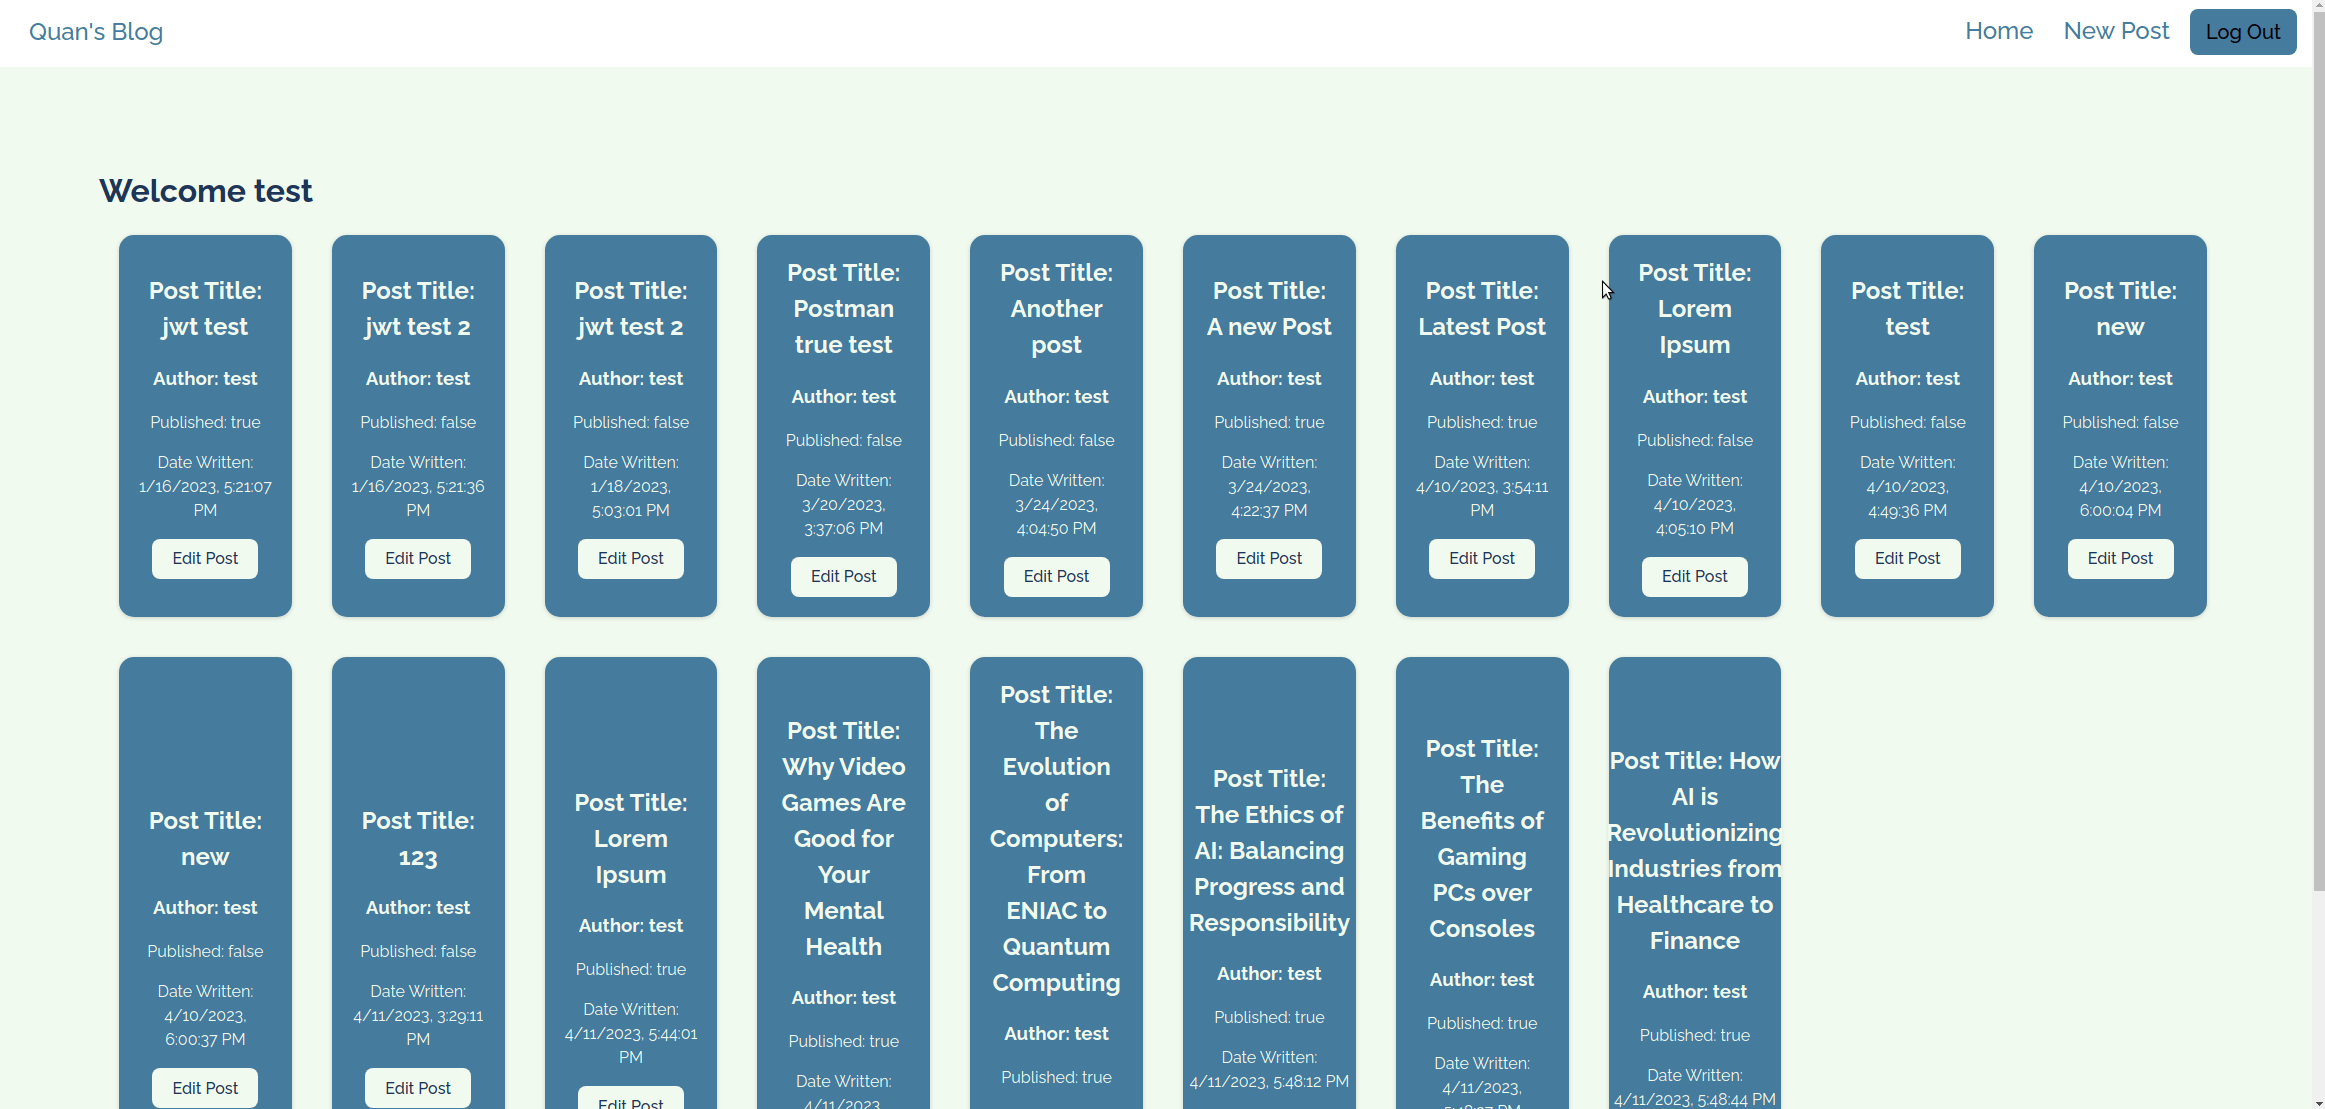 Quan's Blog
Home
New Post
Log Out
Welcome test
Post Title:
jwt test
Author: test
Published: true
Date Written:
1/16/2023, 5:21:07
PM
Edit Post
Post Title:
jwt test 2
Author: test
Published: false
Date Written:
1/16/2023, 5:21:36
PM
Edit Post
Post Title:
jwt test 2
Author: test
Published: false
Date Written:
1/18/2023,
5:03:01 PM
Edit Post
Post Title:
Postman
true test
Author: test
Published: false
Date Written:
3/20/2023,
3:37:06 PM
Edit Post
Post Title:
Another
post
Author: test
Published: false
Date Written:
3/24/2023,
4:04:50 PM
Edit Post
Post Title:
A new Post
Author: test
Published: true
Date Written:
3/24/2023,
4:22:37 PM
Edit Post
Post Title:
Latest Post
Author: test
Published: true
Date Written:
4/10/2023, 3:54:11
PM
Edit Post
Post Title:
Lorem
Ipsum
Author: test
Published: false
Date Written:
4/10/2023,
4:05:10 PM
Edit Post
Post Title:
test
Author: test
Published: false
Date Written:
4/10/2023,
4:49:36 PM
Edit Post
Post Title:
new
Author: test
Published: false
Date Written:
4/10/2023,
6:00:04 PM
Edit Post
Post Title:
new
Author: test
Published: false
Date Written:
4/10/2023,
6:00:37 PM
Edit Post
Post Title:
123
Author: test
Published: false
Date Written:
4/11/2023, 3:29:11
PM
Edit Post
Post Title:
Lorem
Ipsum
Author: test
Published: true
Date Written:
4/11/2023, 5:44:01
PM
Edit Post
Post Title:
Why Video
Games Are
Good for
Your
Mental
Health
Author: test
Published: true
Date Written:
4/11/2023,
Post Title:
The
Evolution
of
Computers:
From
ENIAC to
Quantum
Computing
Author: test
Published: true
Post Title:
The Ethics of
AI: Balancing
Progress and
Responsibility
Author: test
Published: true
Date Written:
4/11/2023, 5:48:12 PM
Post Title:
The
Benefits of
Gaming
PCs over
Consoles
Author: test
Published: true
Date Written:
4/11/2023,
Post Title: How
AI is
Revolutionizing
Industries from
Healthcare to
Finance
Author: test
Published: true
Date Written:
4/11/2023, 5:48:44 PM